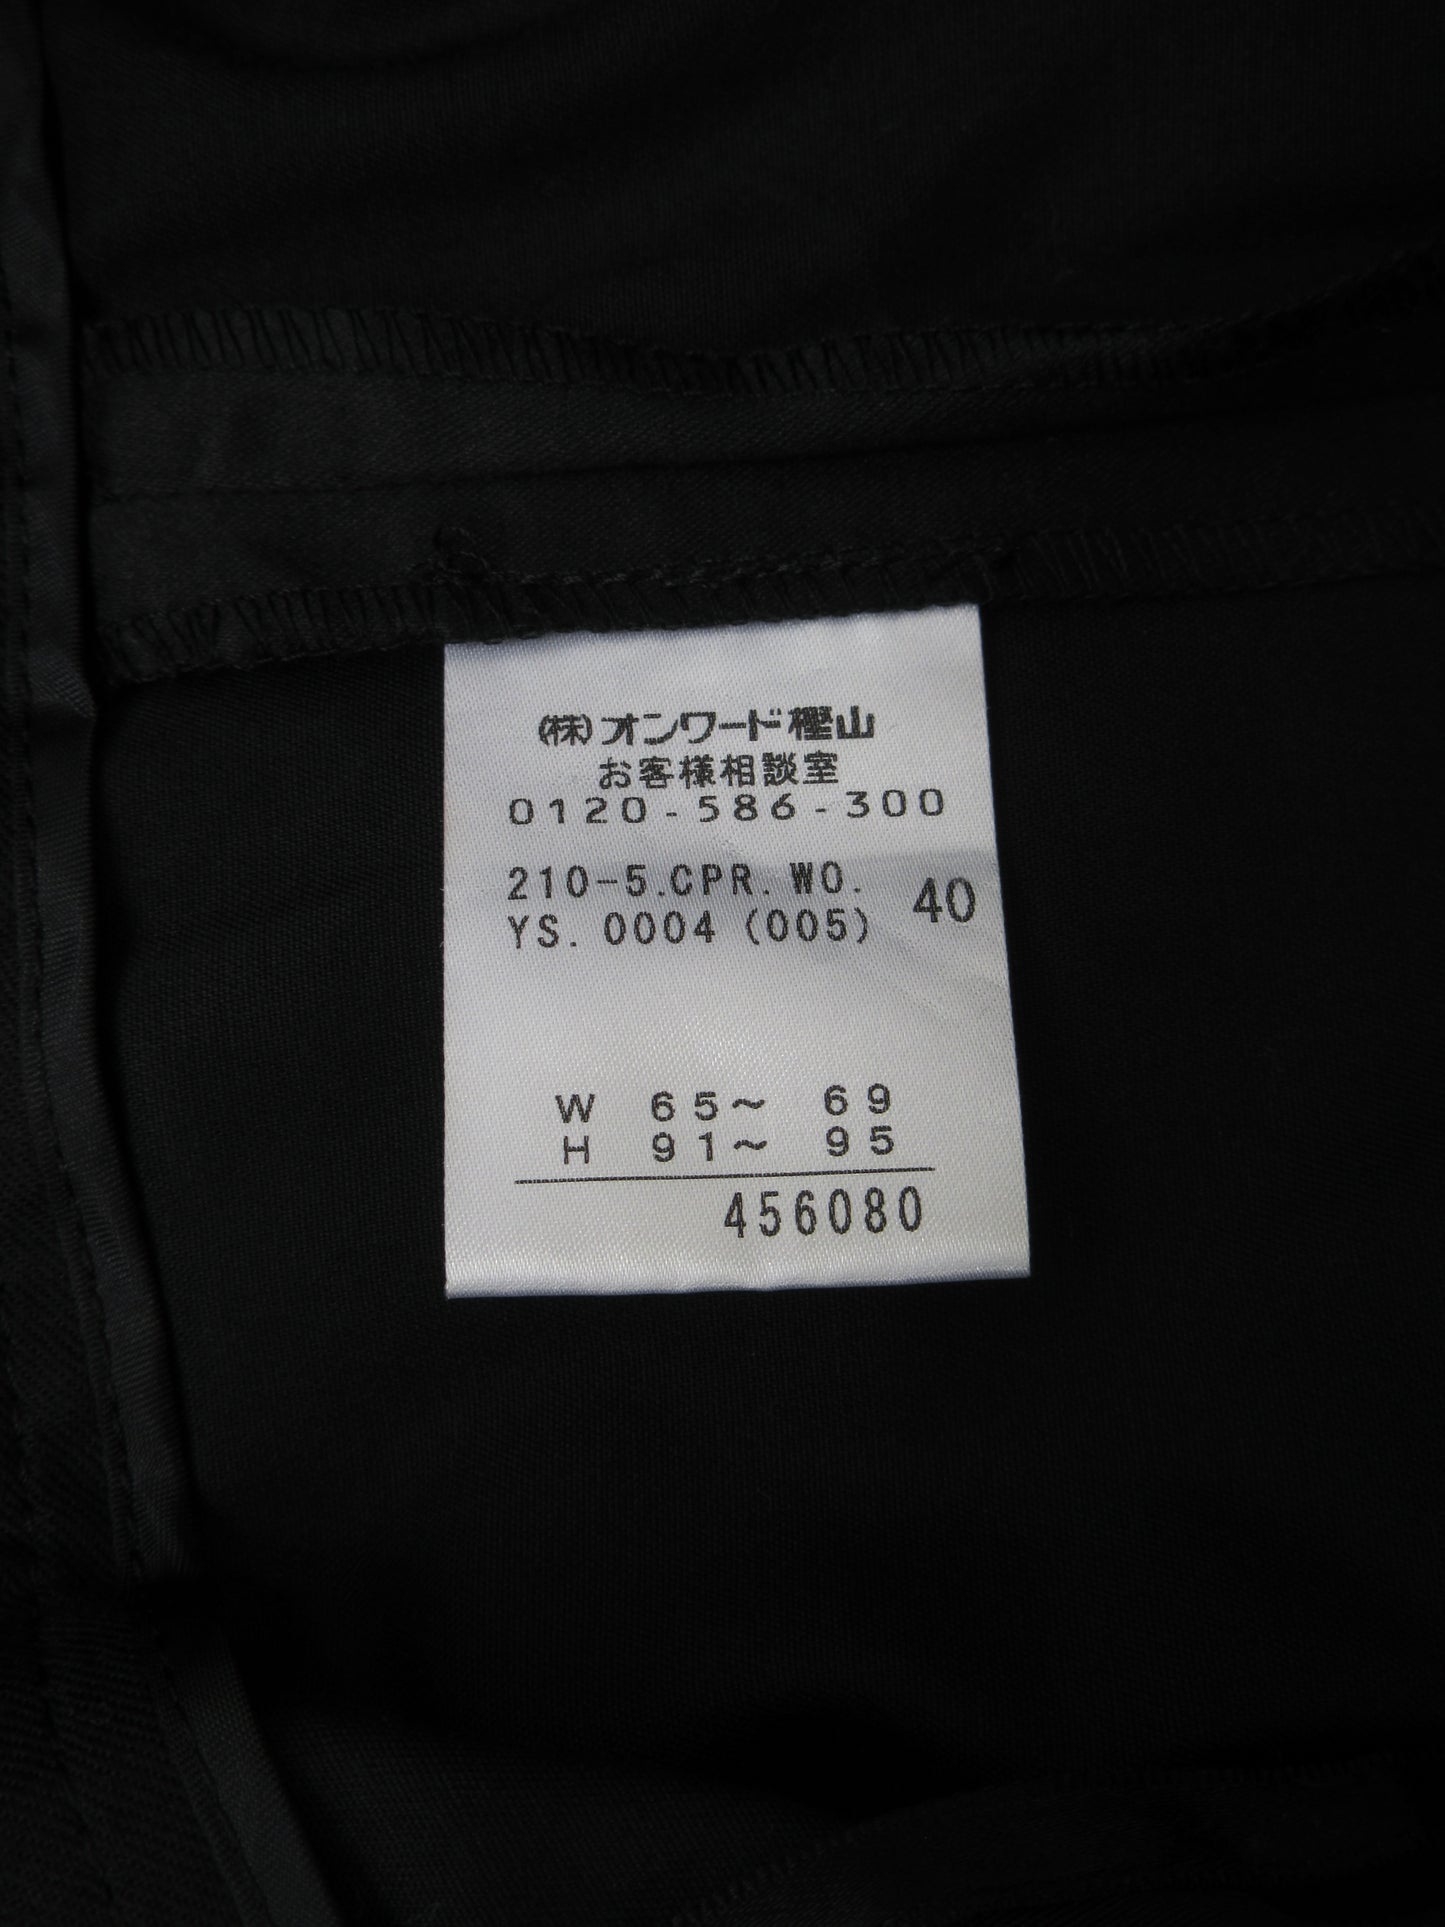 (株)オンワード樫山
お客様相談室
0120-586-300
210-5.CPR.WO. 40
YS.0004(005)
W 65～ 69
H 91～ 95
456080